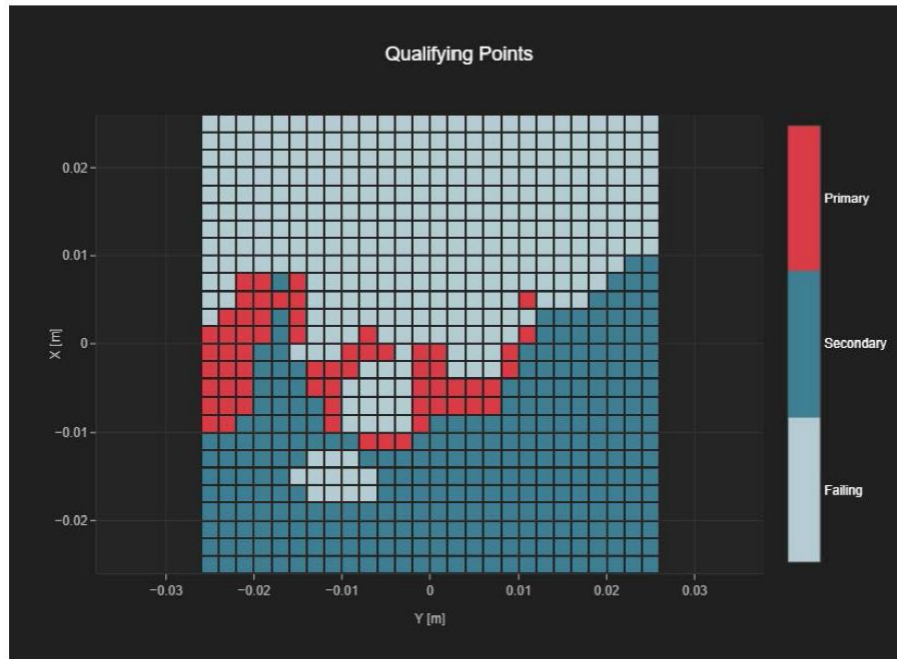 Qualifying Points
0.02
0.01
0
−0.01
−0.02
X [m]
−0.03
−0.02
−0.01
0
0.01
0.02
0.03
Y [m]
Primary
Secondary
Failing